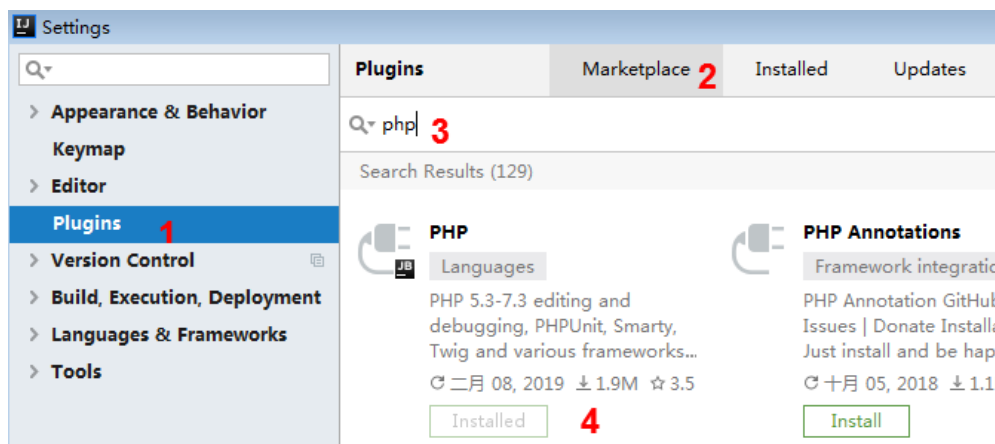 Settings
Plugins Marketplace 2 Installed Updates
Appearance & Behavior
php 3
Keymap
Search Results (129)
Editor
Plugins 1
PHP
PHP Annotations
Version Control
JB
Languages
Framework
Build, Execution, Deployment
PHP 5.3-7.3 editing and
PHP Annotation
Languages & Frameworks
debugging, PHPUnit, Smarty,
Issues | Donate
Tools
Twig and various frameworks...
Just install and be
二月 08, 2019 1.9M 3.5
十月 05, 2018
Installed 4
Install